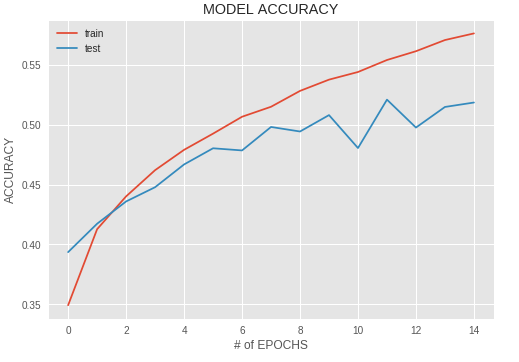 MODEL ACCURACY
train
test
0.55
0.50
0.45
0.40
0.35
ACCURACY
0 2 4 6 8 10 12 14
# of EPOCHS